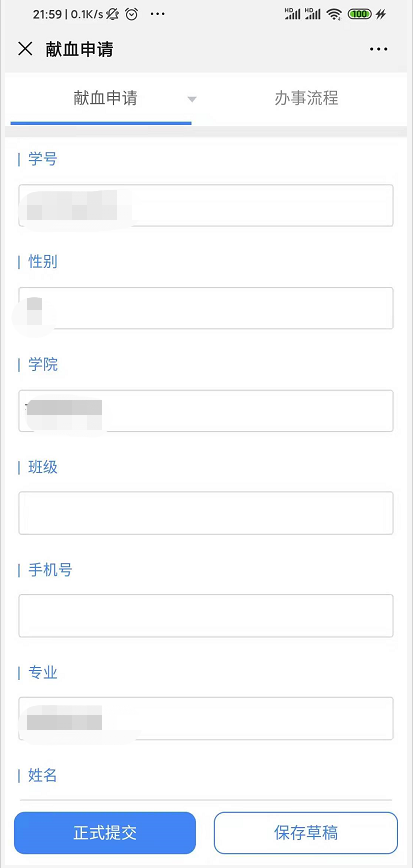 21:59 | 0.1K/s
HD HD 100
献血申请
献血申请 办事流程
学号
性别
学院
班级
手机号
专业
姓名
正式提交 保存草稿